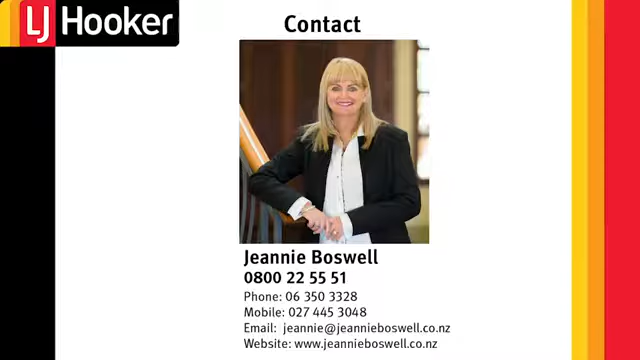 LJ Hooker
Contact
Jeannie Boswell
0800 22 55 51
Phone: 06 350 3328
Mobile: 027 445 3048
Email: jeannie@jeannieboswell.co.nz
Website: www.jeannieboswell.co.nz